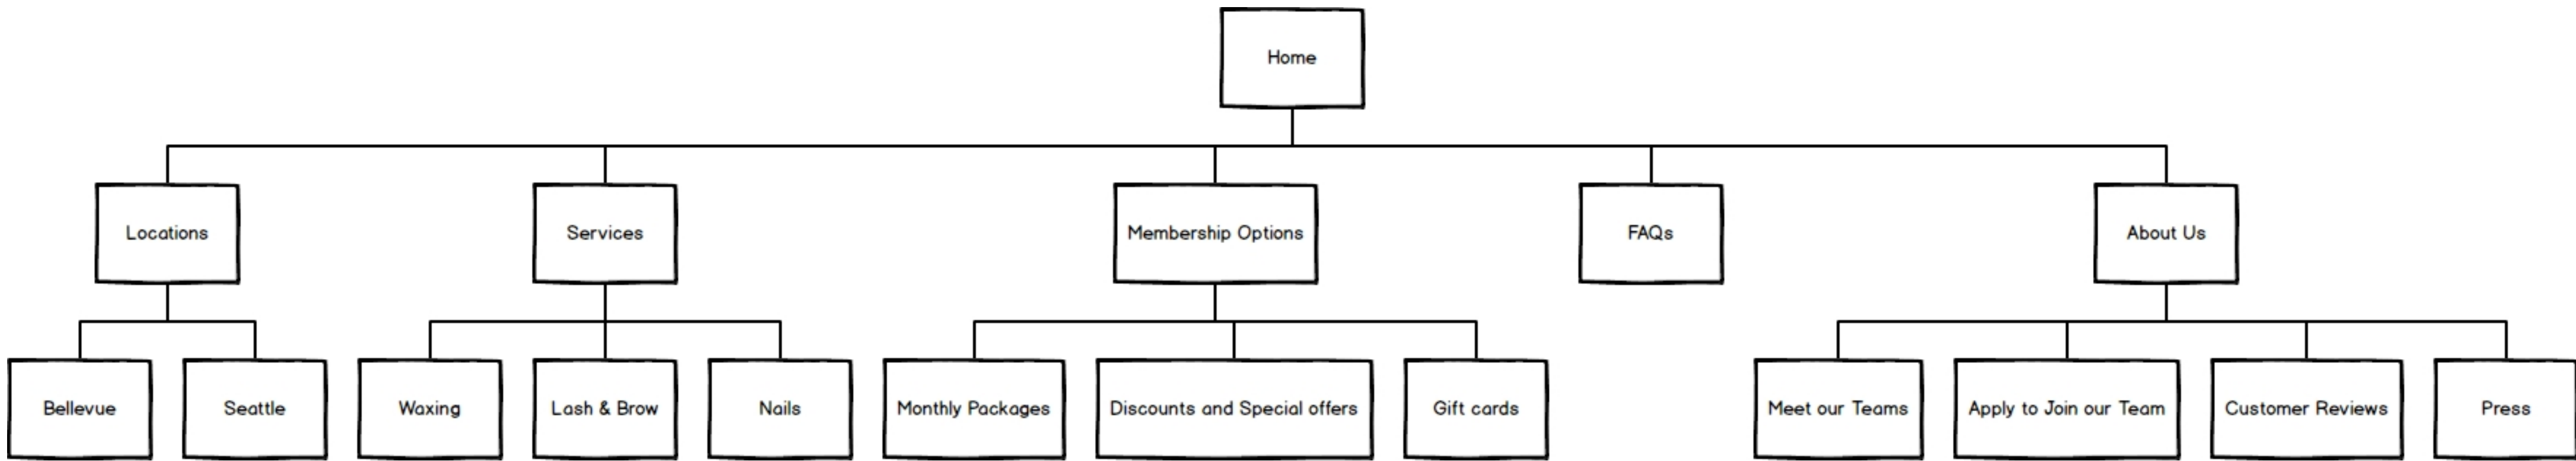 Home
Locations
Services
Membership Options
FAQs
About Us
Bellevue
Seattle
Waxing
Lash & Brow
Nails
Monthly Packages
Discounts and Special offers
Gift cards
Meet our Teams
Apply to Join our Team
Customer Reviews
Press